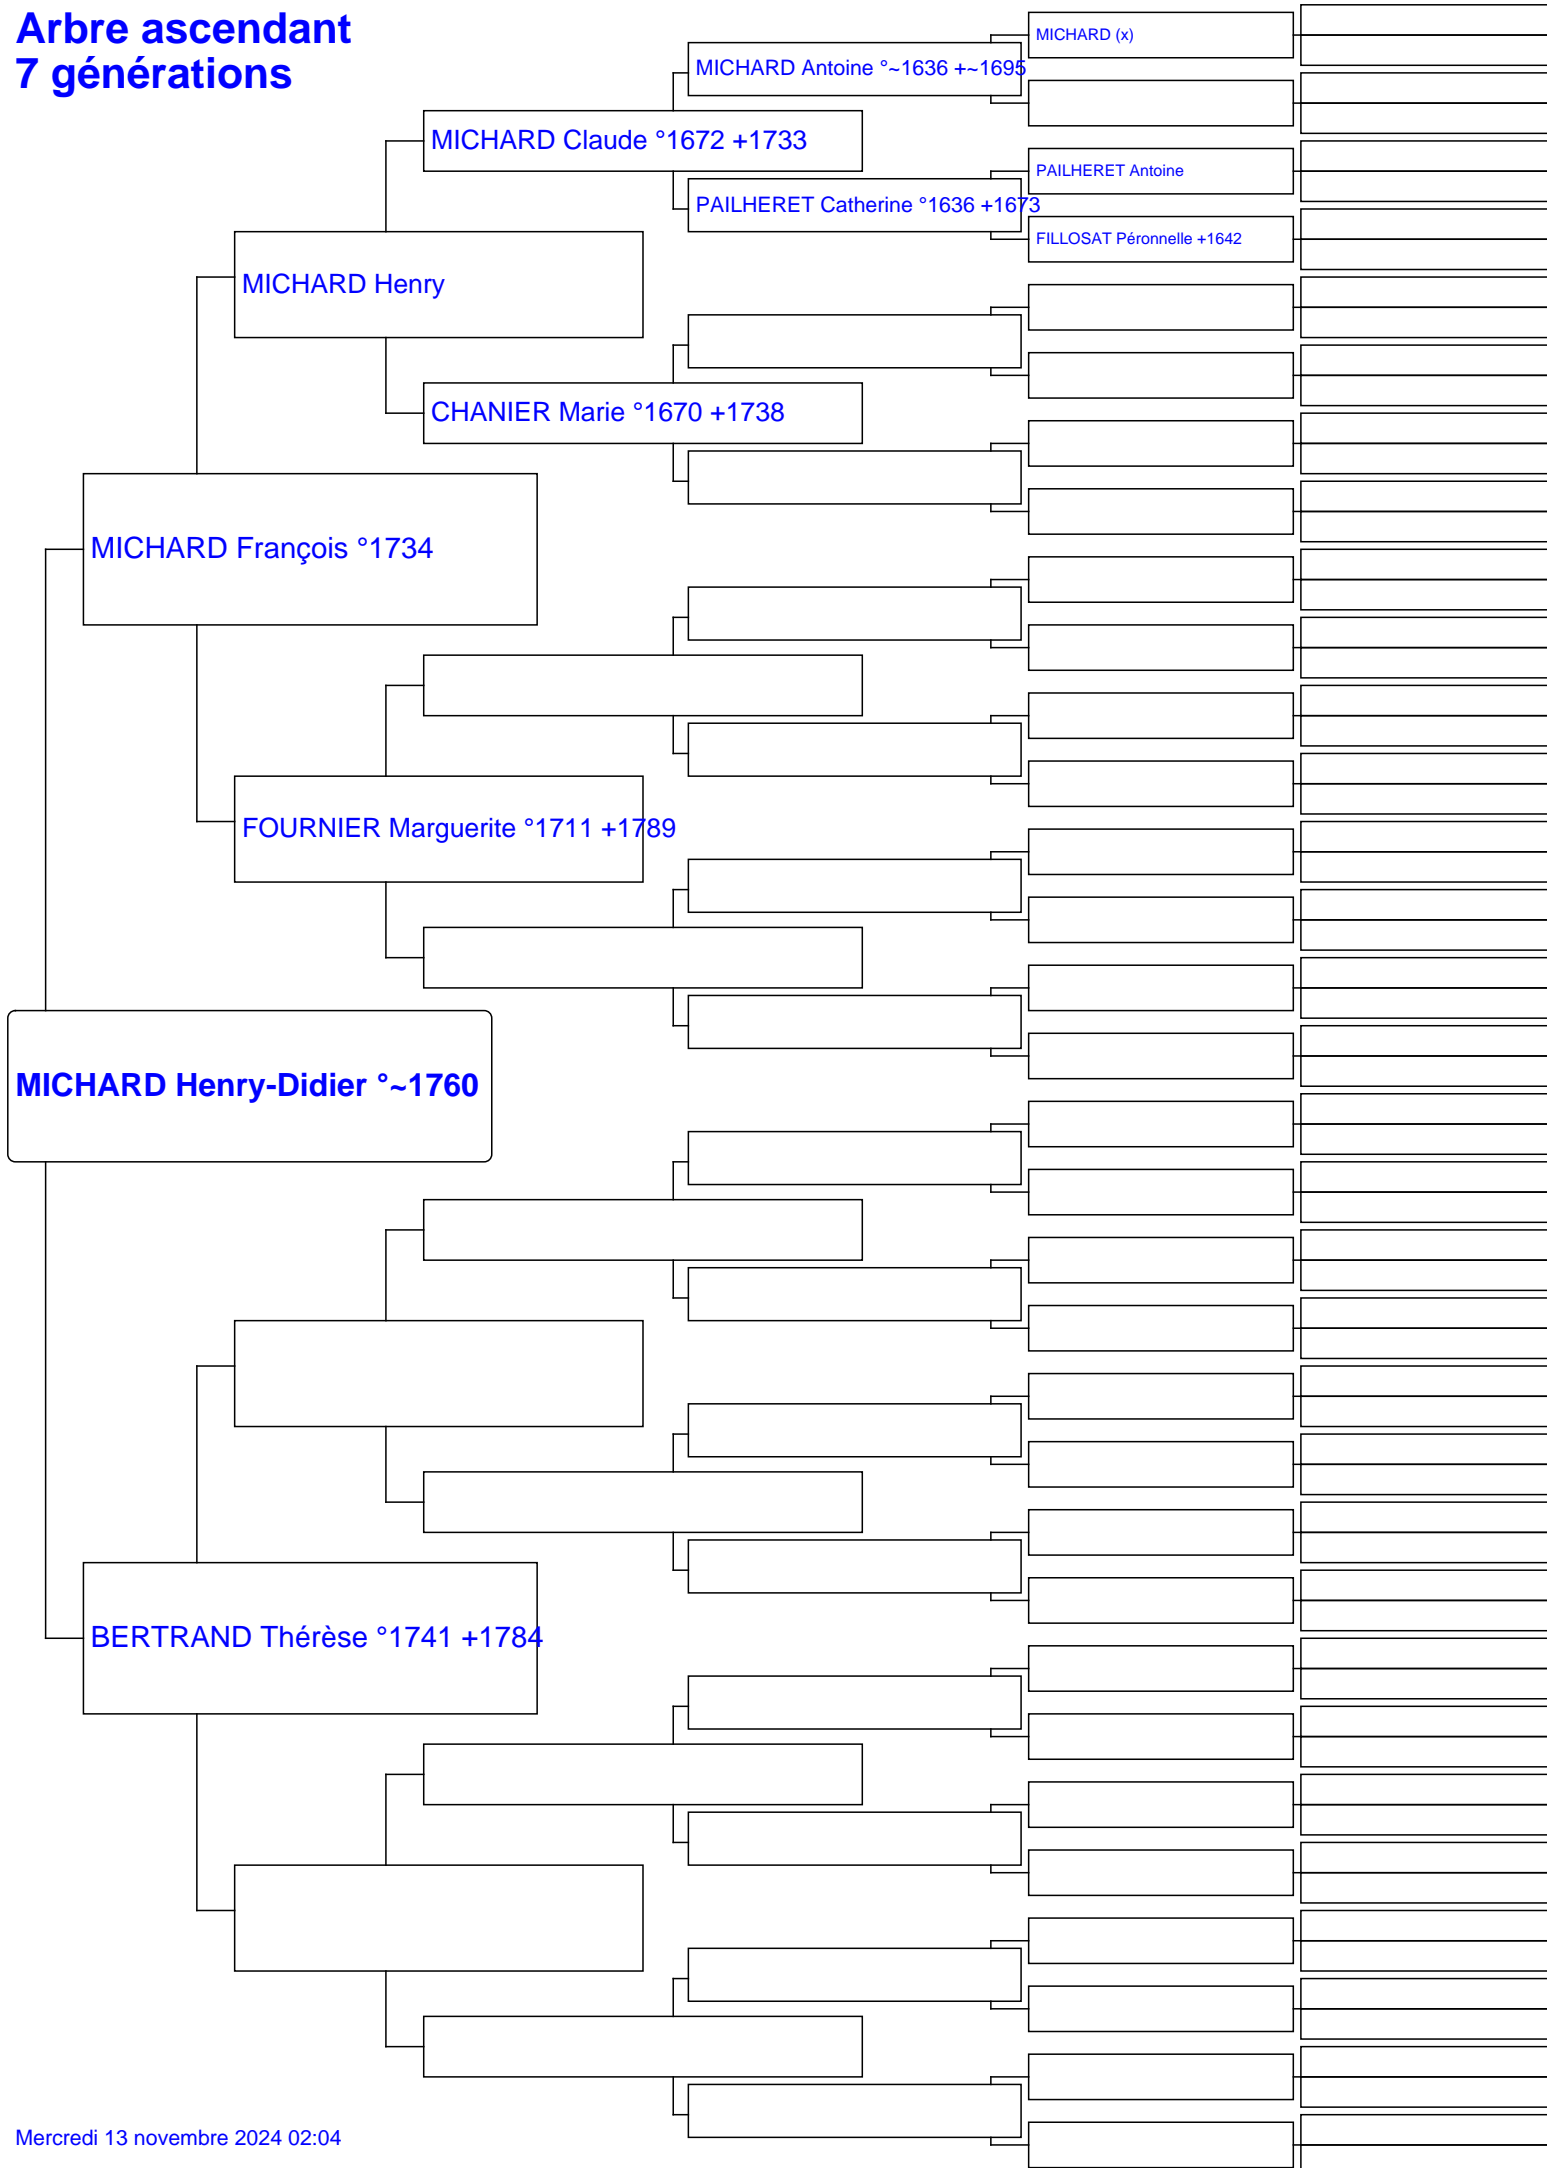 Arbre ascendant
7 générations
MICHARD (x)
MICHARD Antoine °~1636 +~1695
MICHARD Claude °1672 +1733
PAILHERET Antoine
PAILHERET Catherine °1636 +1673
FILLOSAT Péronnelle +1642
MICHARD Henry
CHANIER Marie °1670 +1738
MICHARD François °1734
FOURNIER Marguerite °1711 +1789
MICHARD Henry-Didier °~1760
BERTRAND Thérèse °1741 +1784
Mercredi 13 novembre 2024 02:04